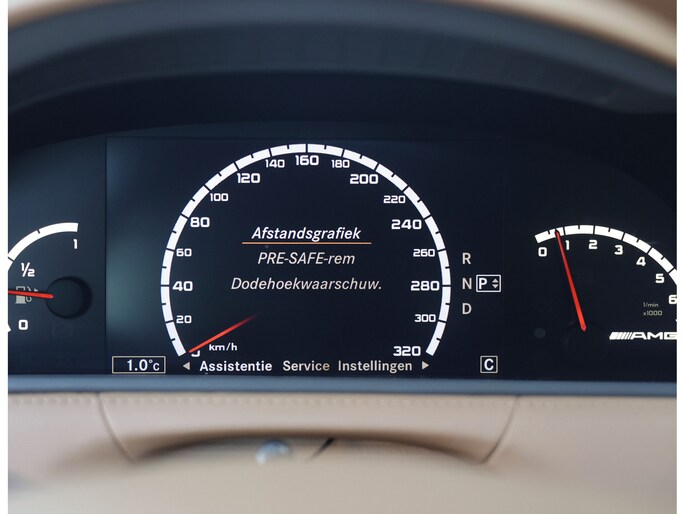 1
½
0
0
20
40
60
80
100
120
140
160
180
200
220
240
260
280
300
320
km/h
Afstandsgrafiek
PRE-SAFE-rem
Dodehoekwaarschuw.
R
N P
D
1.0°C
Assistentie Service Instellingen
C
0 1 2 3 4 5 6
1/min
x1000
AMG